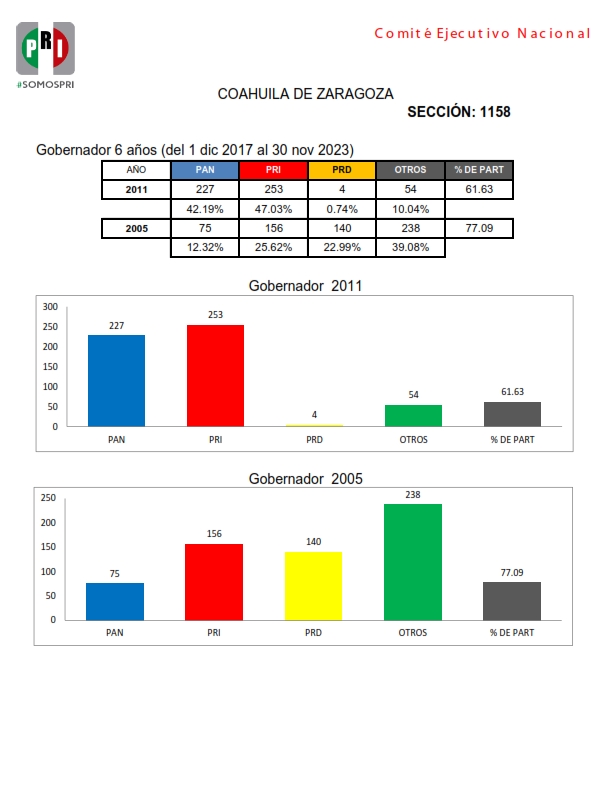 Comité Ejecutivo Nacional
PRI
#SOMOSPRI
COAHUILA DE ZARAGOZA
SECCIÓN: 1158
Gobernador 6 años (del 1 dic 2017 al 30 nov 2023)
AÑO PAN PRI PRD OTROS % DE PART
2011 227 253 4 54 61.63
42.19% 47.03% 0.74% 10.04%
2005 75 156 140 238 77.09
12.32% 25.62% 22.99% 39.08%
Gobernador 2011
300
250
200
150
100
50
0
227
253
4
54
61.63
PAN PRI PRD OTROS % DE PART
Gobernador 2005
250
200
150
100
50
0
75
156
140
238
77.09
PAN PRI PRD OTROS % DE PART